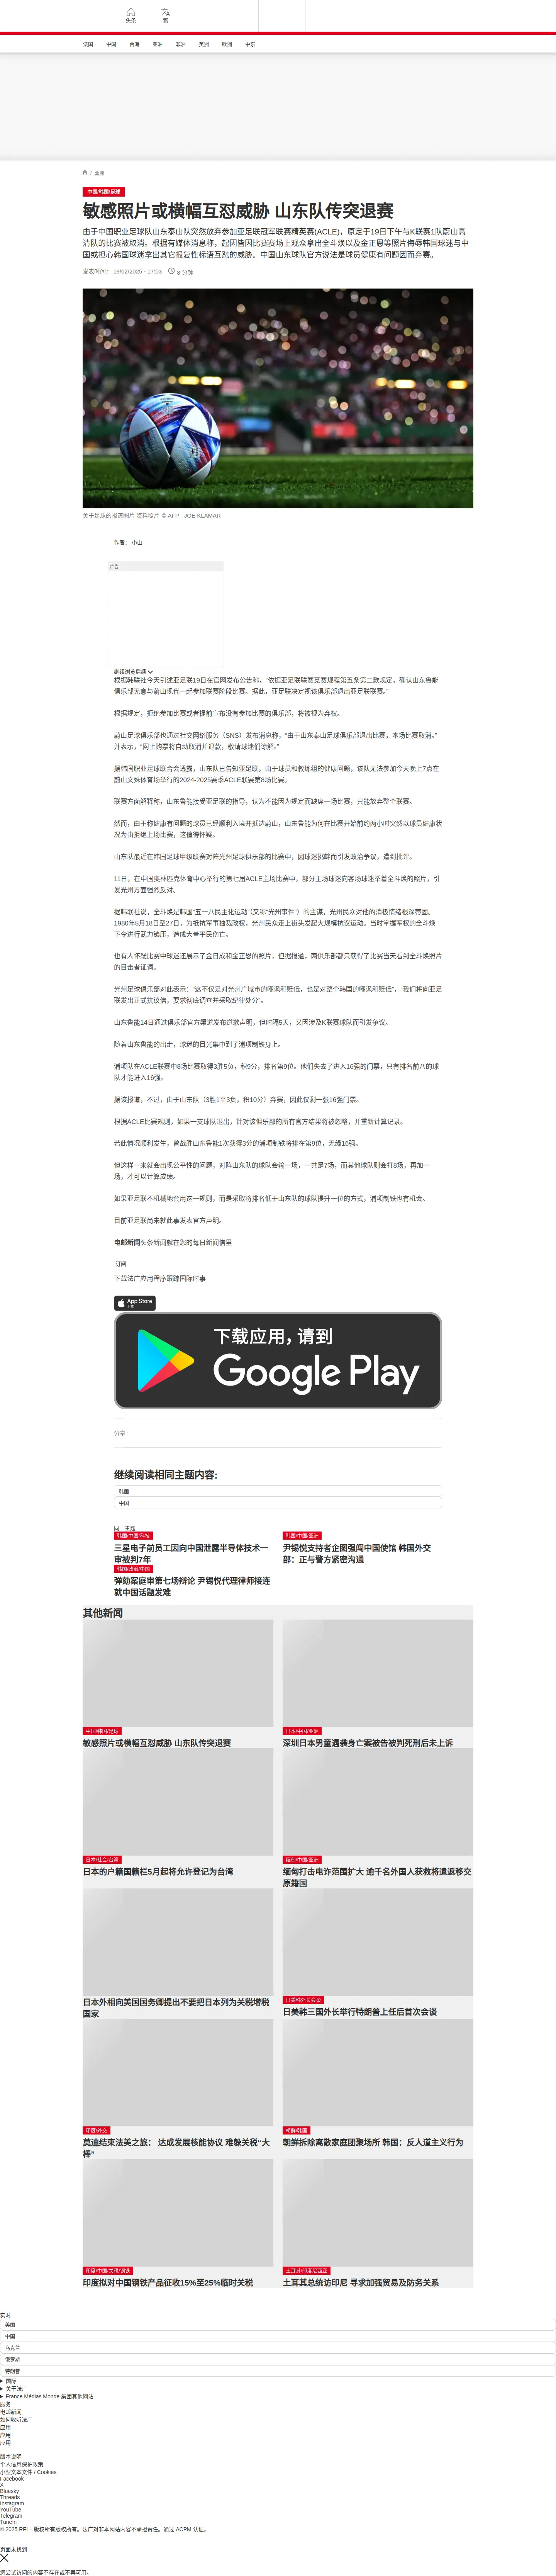 头条
繁
法国
中国
台海
亚洲
非洲
美洲
欧洲
中东
/ 亚洲
中国/韩国/足球
敏感照片或横幅互怼威胁 山东队传突退赛
由于中国职业足球队山东泰山队突然放弃参加亚足联冠军联赛精英赛(ACLE)，原定于19日下午与K联赛1队蔚山高
清队的比赛被取消。根据有媒体消息称，起因皆因比赛赛场上观众拿出全斗焕以及金正恩等照片侮辱韩国球迷与中
国或担心韩国球迷拿出其它报复性标语互怼的威胁。中国山东球队官方说法是球员健康有问题因而弃赛。
发表时间： 19/02/2025 - 17:03 8 分钟
关于足球的报道图片 资料照片 © AFP - JOE KLAMAR
作者： 小山
广告
继续浏览后续
根据韩联社今天引述亚足联19日在官网发布公告称，“依据亚足联联赛竞赛规程第五条第二款规定，确认山东鲁能
俱乐部无意与蔚山现代一起参加联赛阶段比赛。据此，亚足联决定视该俱乐部退出亚足联联赛。”
根据规定，拒绝参加比赛或者提前宣布没有参加比赛的俱乐部，将被视为弃权。
蔚山足球俱乐部也通过社交网络服务（SNS）发布消息称，“由于山东泰山足球俱乐部退出比赛，本场比赛取消。”
并表示，“网上购票将自动取消并退款，敬请球迷们谅解。”
据韩国职业足球联合会透露，山东队已告知亚足联，由于球员和教练组的健康问题，该队无法参加今天晚上7点在
蔚山文殊体育场举行的2024-2025赛季ACLE联赛第8场比赛。
联赛方面解释称，山东鲁能接受亚足联的指导，认为不能因为规定而缺席一场比赛，只能放弃整个联赛。
然而，由于称健康有问题的球员已经顺利入境并抵达蔚山，山东鲁能为何在比赛开始前约两小时突然以球员健康状
况为由拒绝上场比赛，这值得怀疑。
山东队最近在韩国足球甲级联赛对阵光州足球俱乐部的比赛中，因球迷挑衅而引发政治争议，遭到批评。
11日，在中国奥林匹克体育中心举行的第七届ACLE主场比赛中，部分主场球迷向客场球迷举着全斗焕的照片，引
发光州方面强烈反对。
据韩联社说，全斗焕是韩国“五一八民主化运动”（又称“光州事件”）的主谋，光州民众对他的消极情绪根深蒂固。
1980年5月18日至27日，为抵抗军事独裁政权，光州民众走上街头发起大规模抗议运动。当时掌握军权的全斗焕
下令进行武力镇压，造成大量平民伤亡。
也有人怀疑比赛中球迷还展示了金日成和金正恩的照片，但据报道，两俱乐部都只获得了比赛当天看到全斗焕照片
的目击者证词。
光州足球俱乐部对此表示：“这不仅是对光州广域市的嘲讽和贬低，也是对整个韩国的嘲讽和贬低”，“我们将向亚足
联发出正式抗议信，要求彻底调查并采取纪律处分”。
山东鲁能14日通过俱乐部官方渠道发布道歉声明，但时隔5天，又因涉及K联赛球队而引发争议。
随着山东鲁能的出走，球迷的目光集中到了浦项制铁身上。
浦项队在ACLE联赛中8场比赛取得3胜5负，积9分，排名第9位。他们失去了进入16强的门票，只有排名前八的球
队才能进入16强。
据该报道，不过，由于山东队（3胜1平3负，积10分）弃赛，因此仅剩一张16强门票。
根据ACLE比赛规则，如果一支球队退出，针对该俱乐部的所有官方结果将被忽略，并重新计算记录。
若此情况顺利发生，曾战胜山东鲁能1次获得3分的浦项制铁将排在第9位，无缘16强。
但这样一来就会出现公平性的问题，对阵山东队的球队会输一场，一共是7场，而其他球队则会打8场，再加一
场，才可以计算成绩。
如果亚足联不机械地套用这一规则，而是采取将排名低于山东队的球队提升一位的方式，浦项制铁也有机会。
目前亚足联尚未就此事发表官方声明。
电邮新闻头条新闻就在您的每日新闻信里
订阅
下载法广应用程序跟踪国际时事
App Store
下载
下载应用，请到
Google Play
分享 :
继续阅读相同主题内容:
韩国
中国
同一主题
韩国/中国/科技
三星电子前员工因向中国泄露半导体技术一
审被判7年
韩国/中国/亚洲
尹锡悦支持者企图强闯中国使馆 韩国外交
部：正与警方紧密沟通
韩国/政治/中国
弹劾案庭审第七场辩论 尹锡悦代理律师接连
就中国话题发难
其他新闻
中国/韩国/足球
敏感照片或横幅互怼威胁 山东队传突退赛
日本/中国/亚洲
深圳日本男童遇袭身亡案被告被判死刑后未上诉
日本/社会/台湾
日本的户籍国籍栏5月起将允许登记为台湾
缅甸/中国/亚洲
缅甸打击电诈范围扩大 逾千名外国人获救将遣返移交
原籍国
日本外相向美国国务卿提出不要把日本列为关税增税
国家
日美韩外长会谈
日美韩三国外长举行特朗普上任后首次会谈
印度/外交
莫迪结束法美之旅： 达成发展核能协议 难躲关税“大
棒”
朝鲜/韩国
朝鲜拆除离散家庭团聚场所 韩国：反人道主义行为
印度/中国/关税/钢铁
印度拟对中国钢铁产品征收15%至25%临时关税
土耳其/印度尼西亚
土耳其总统访印尼 寻求加强贸易及防务关系
实时
美国
中国
乌克兰
俄罗斯
特朗普
国际
关于法广
France Médias Monde 集团其他网站
服务
电邮新闻
如何收听法广
应用
应用
应用
版本说明
个人信息保护政策
小型文本文件 / Cookies
Facebook
X
Bluesky
Threads
Instagram
YouTube
Telegram
TuneIn
© 2025 RFI – 版权所有版权所有。法广对非本网站内容不承担责任。通过 ACPM 认证。
页面未找到
您尝试访问的内容不存在或不再可用。